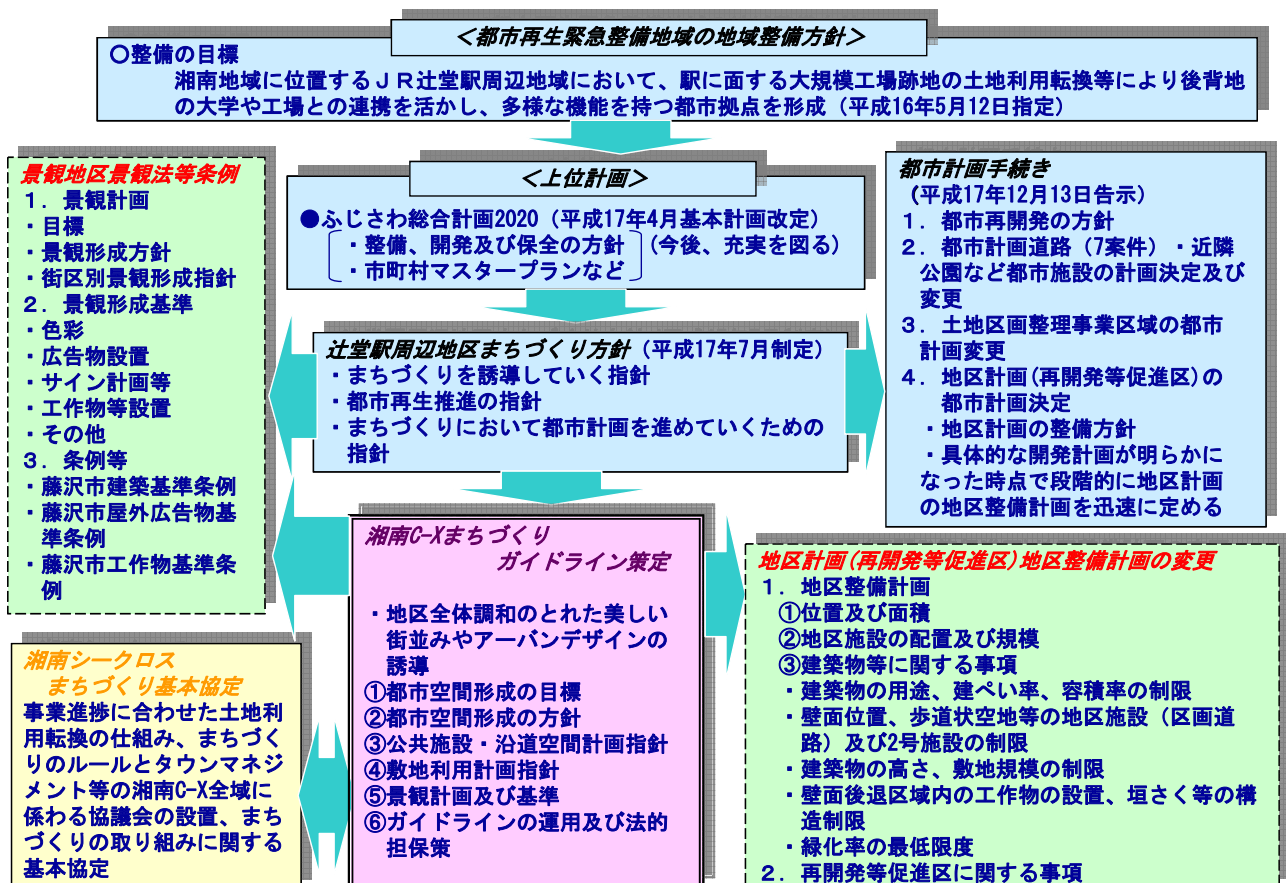 ＜都市再生緊急整備地域の地域整備方針＞
○整備の目標
湘南地域に位置するＪＲ辻堂駅周辺地域において、駅に面する大規模工場跡地の土地利用転換等により後背地
の大学や工場との連携を活かし、多様な機能を持つ都市拠点を形成（平成16年5月12日指定）
＜上位計画＞
●ふじさわ総合計画2020（平成17年4月基本計画改定）
・整備、開発及び保全の方針　（今後、充実を図る）
・市町村マスタープランなど
辻堂駅周辺地区まちづくり方針（平成17年7月制定）
・まちづくりを誘導していく指針
・都市再生推進の指針
・まちづくりにおいて都市計画を進めていくための
指針
景観地区景観法等条例
１．景観計画
・目標
・景観形成方針
・街区別景観形成指針
２．景観形成基準
・色彩
・広告物設置
・サイン計画等
・工作物等設置
・その他
３．条例等
・藤沢市建築基準条例
・藤沢市屋外広告物基
準条例
・藤沢市工作物基準条
例
都市計画手続き
(平成17年12月13日告示）
１．都市再開発の方針
２．都市計画道路（7案件）・近隣
公園など都市施設の計画決定及び
変更
３．土地区画整理事業区域の都市
計画変更
４．地区計画(再開発等促進区)の
都市計画決定
・地区計画の整備方針
・具体的な開発計画が明らかに
なった時点で段階的に地区計画
の地区整備計画を迅速に定める
湘南C-Xまちづくり
ガイドライン策定
・地区全体調和のとれた美しい
街並みやアーバンデザインの
誘導
①都市空間形成の目標
②都市空間形成の方針
③公共施設・沿道空間計画指針
④敷地利用計画指針
⑤景観計画及び基準
⑥ガイドラインの運用及び法的
担保策
湘南シークロス
まちづくり基本協定
事業進捗に合わせた土地利
用転換の仕組み、まちづく
りのルールとタウンマネジ
メント等の湘南C-X全域に
係わる協議会の設置、まち
づくりの取り組みに関する
基本協定
地区計画(再開発等促進区)地区整備計画の変更
１．地区整備計画
①位置及び面積
②地区施設の配置及び規模
③建築物等に関する事項
・建築物の用途、建ぺい率、容積率の制限
・壁面位置、歩道状空地等の地区施設（区画道
路）及び2号施設の制限
・建築物の高さ、敷地規模の制限
・壁面後退区域内の工作物の設置、垣さく等の構
造制限
・緑化率の最低限度
２．再開発等促進区に関する事項